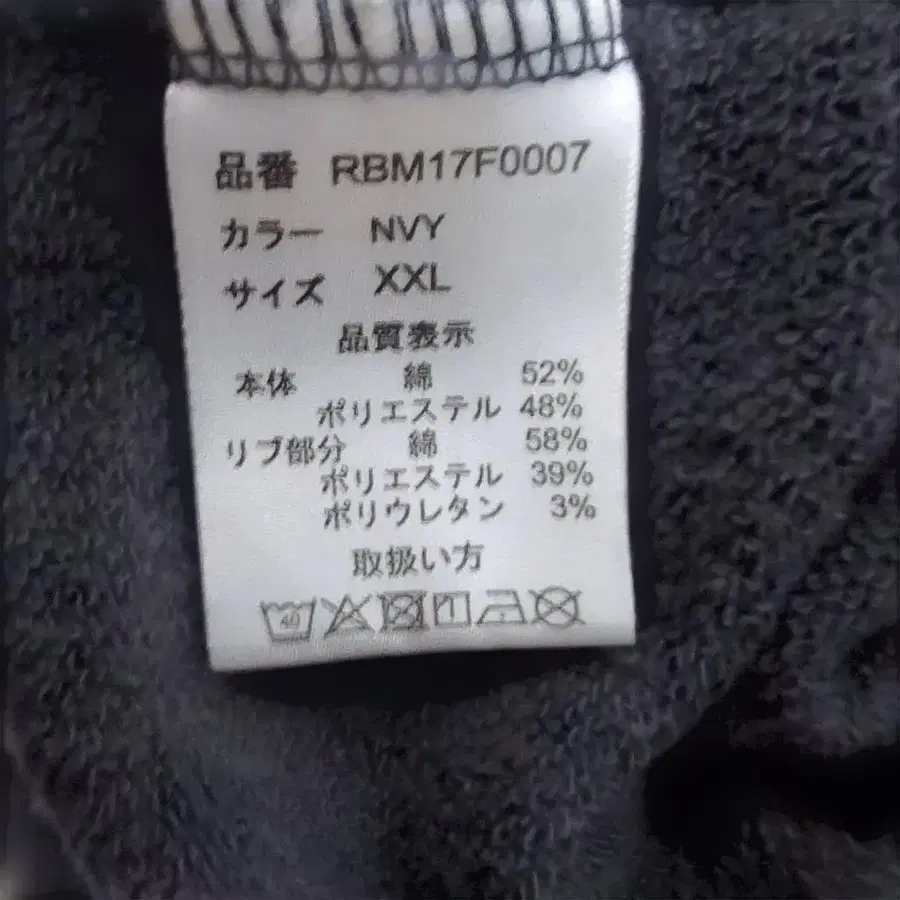 品番 RBM17F0007
カラー NVY
サイズ XXL
品質表示
本体 綿 52%
ポリエステル 48%
リブ部分 綿 58%
ポリエステル 39%
ポリウレタン 3%
取扱い方
40